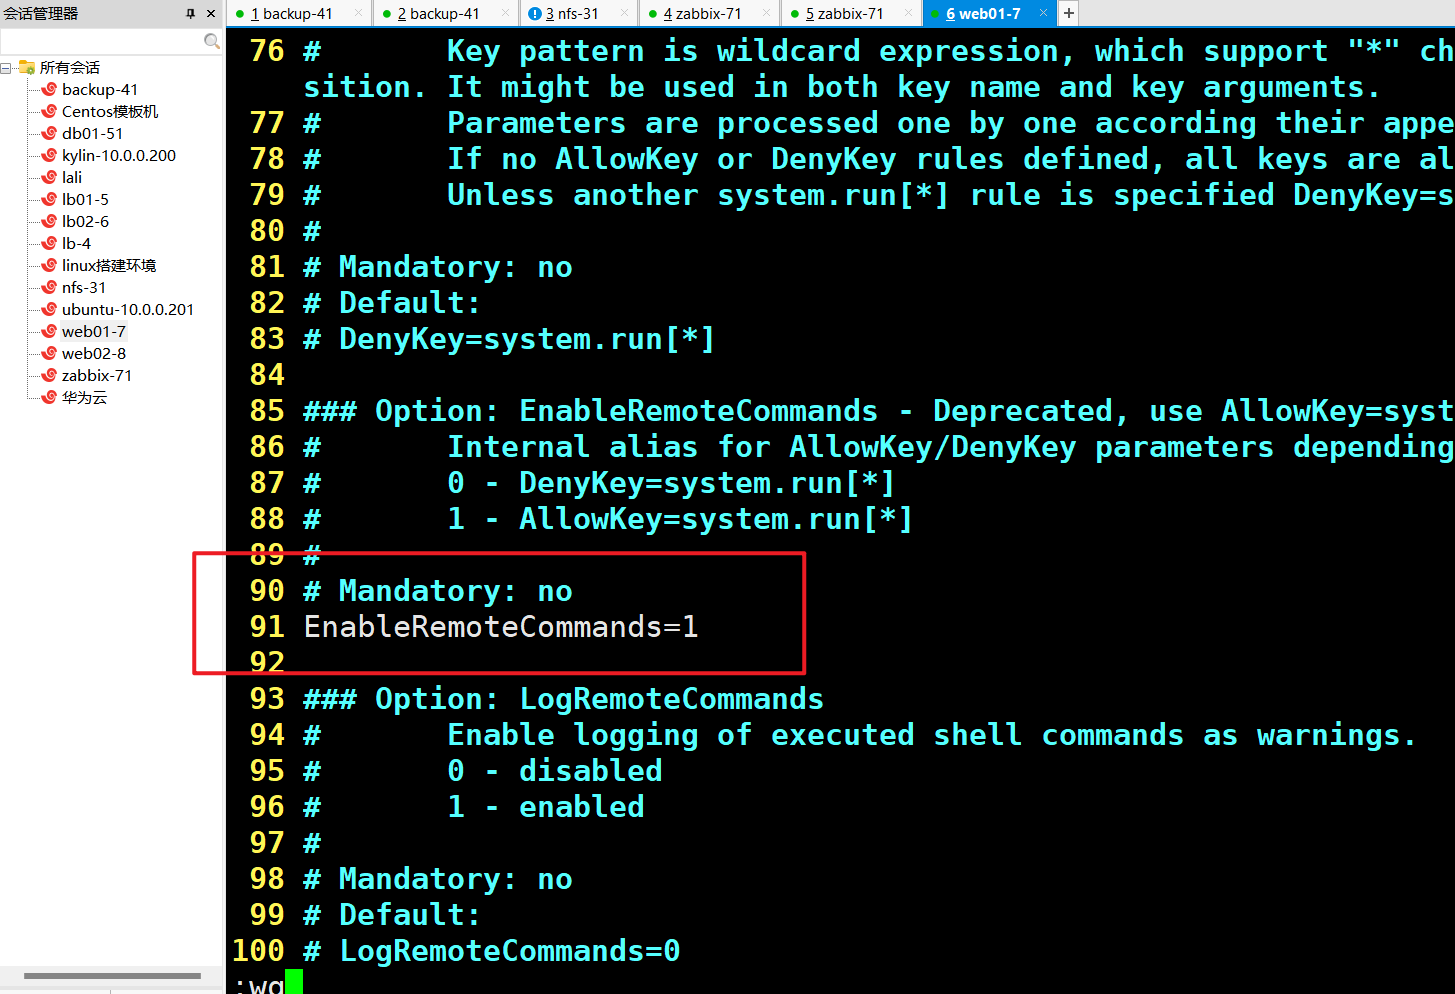 会话管理器
1 backup-41
2 backup-41
3 nfs-31
4 zabbix-71
5 zabbix-71
6 web01-7
所有会话
backup-41
Centos模板机
db01-51
kylin-10.0.0.200
lali
lb01-5
lb02-6
lb-4
linux搭建环境
nfs-31
ubuntu-10.0.0.201
web01-7
web02-8
zabbix-71
华为云
76 #       Key pattern is wildcard expression, which support "*" ch
sition. It might be used in both key name and key arguments.
77 #       Parameters are processed one by one according their appe
78 #       If no AllowKey or DenyKey rules defined, all keys are al
79 #       Unless another system.run[*] rule is specified DenyKey=s
80 #
81 # Mandatory: no
82 # Default:
83 # DenyKey=system.run[*]
84
85 ### Option: EnableRemoteCommands - Deprecated, use AllowKey=syst
86 #       Internal alias for AllowKey/DenyKey parameters depending
87 #       0 - DenyKey=system.run[*]
88 #       1 - AllowKey=system.run[*]
89 #
90 # Mandatory: no
91 EnableRemoteCommands=1
92
93 ### Option: LogRemoteCommands
94 #       Enable logging of executed shell commands as warnings.
95 #       0 - disabled
96 #       1 - enabled
97 #
98 # Mandatory: no
99 # Default:
100 # LogRemoteCommands=0
:wq